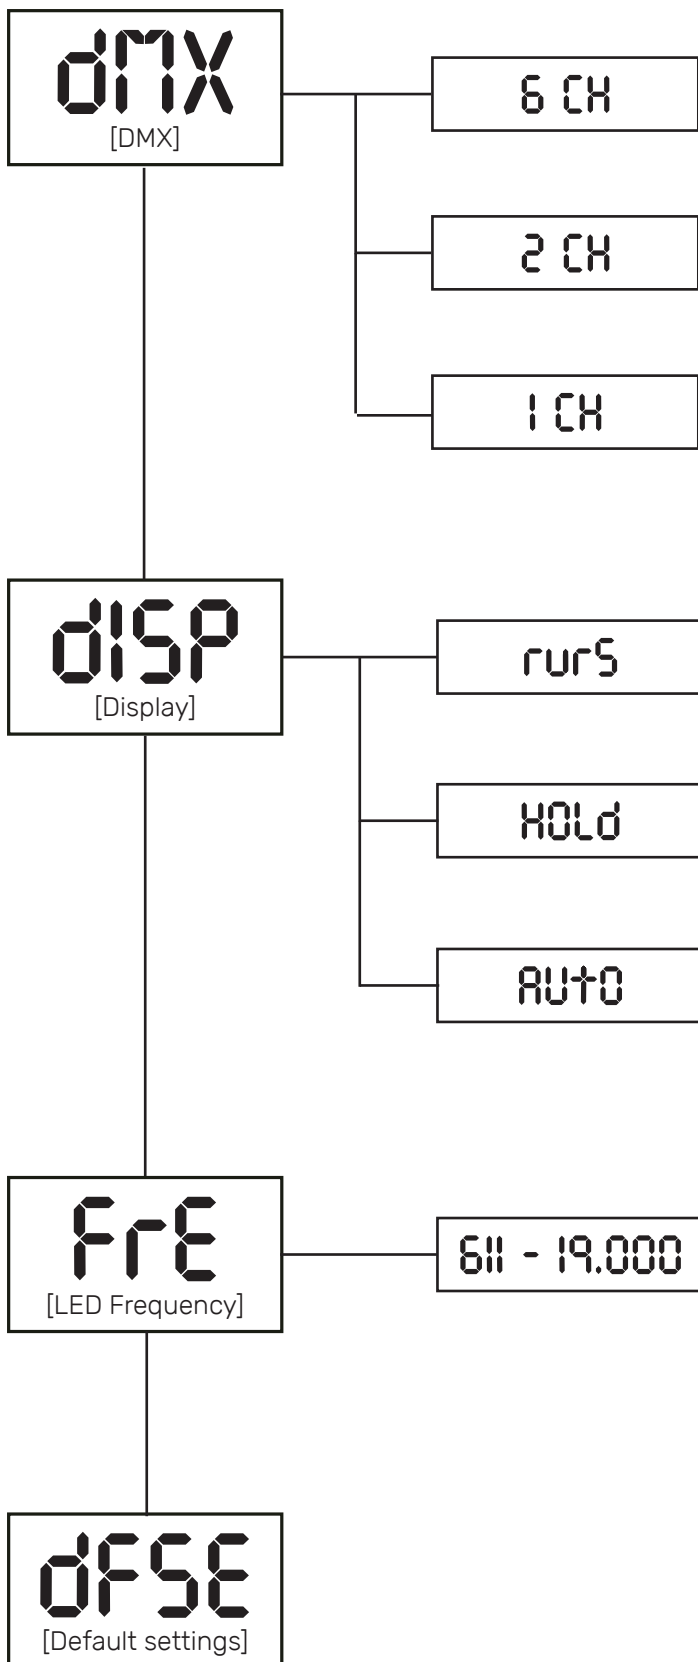 dMX
[DMX]
6 CH
2 CH
1 CH
dISP
[Display]
rurS
HOLd
AUtO
FrE
[LED Frequency]
611 - 19.000
dFSE
[Default settings]